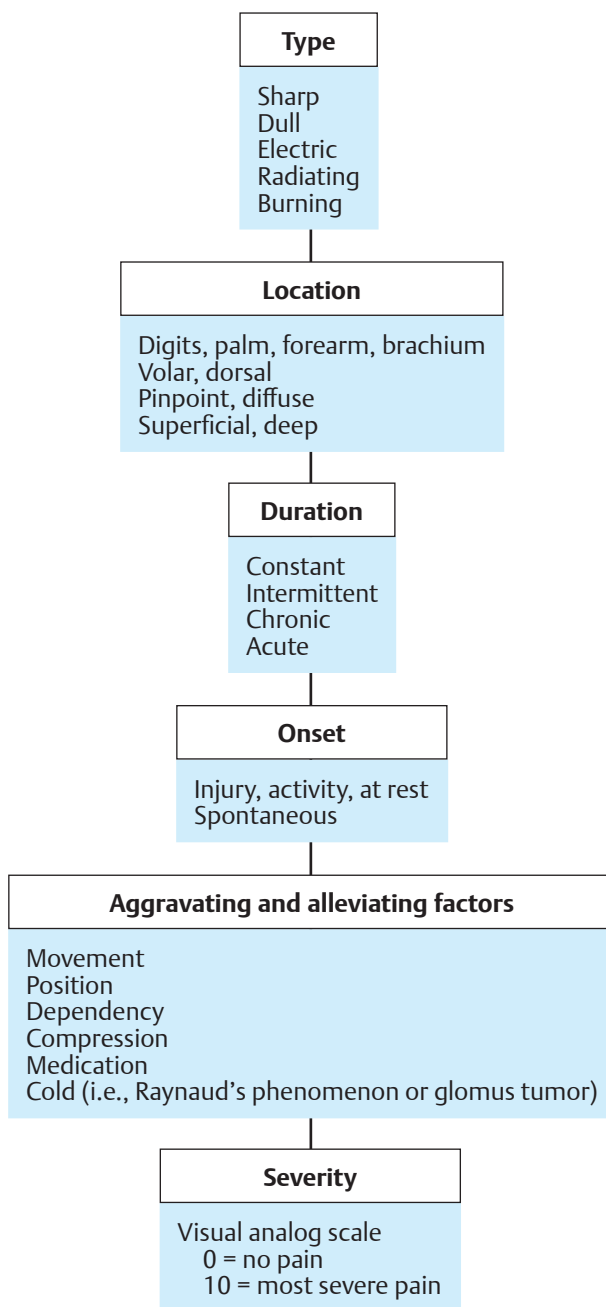 Type
Sharp
Dull
Electric
Radiating
Burning
Location
Digits, palm, forearm, brachium
Volar, dorsal
Pinpoint, diffuse
Superficial, deep
Duration
Constant
Intermittent
Chronic
Acute
Onset
Injury, activity, at rest
Spontaneous
Aggravating and alleviating factors
Movement
Position
Dependency
Compression
Medication
Cold (i.e., Raynaud’s phenomenon or glomus tumor)
Severity
Visual analog scale
0 = no pain
10 = most severe pain